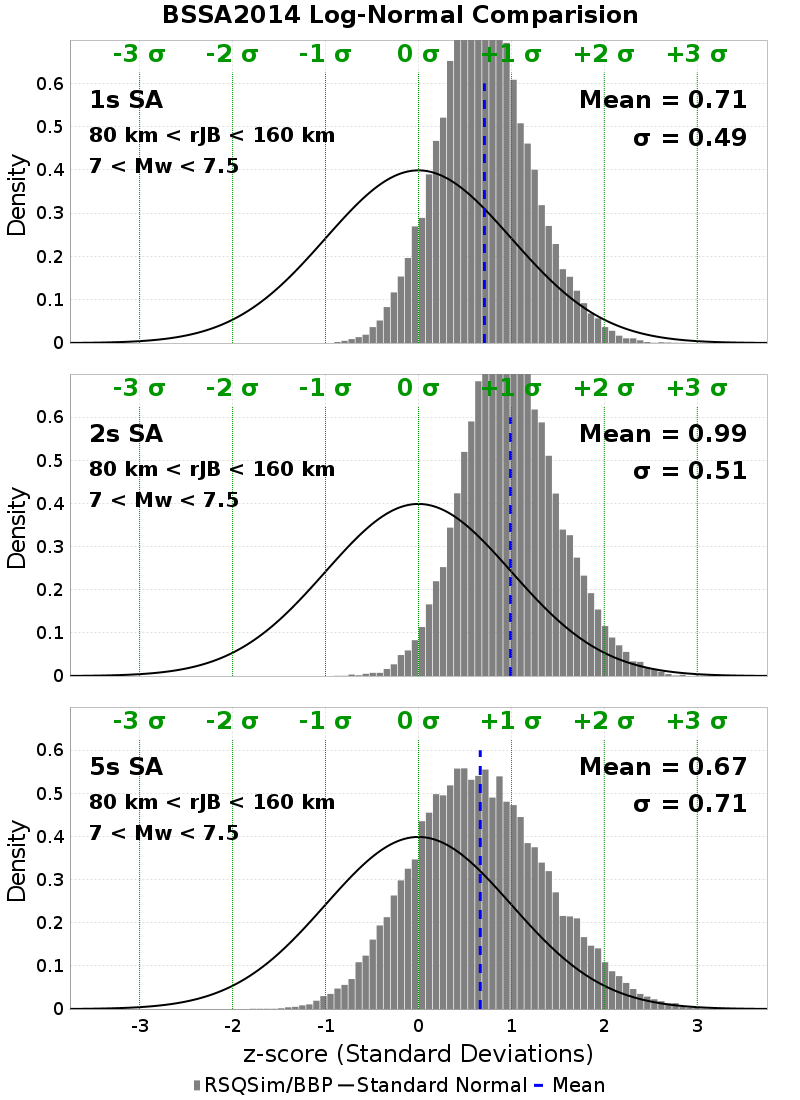 BSSA2014 Log-Normal Comparision
-3 σ -2 σ -1 σ 0 σ +1 σ +2 σ +3 σ
1s SA
80 km < rJB < 160 km
7 < Mw < 7.5
Mean = 0.71
σ = 0.49
Density
0.6
0.5
0.4
0.3
0.2
0.1
0
-3 σ -2 σ -1 σ 0 σ +1 σ +2 σ +3 σ
2s SA
80 km < rJB < 160 km
7 < Mw < 7.5
Mean = 0.99
σ = 0.51
Density
0.6
0.5
0.4
0.3
0.2
0.1
0
-3 σ -2 σ -1 σ 0 σ +1 σ +2 σ +3 σ
5s SA
80 km < rJB < 160 km
7 < Mw < 7.5
Mean = 0.67
σ = 0.71
Density
0.6
0.5
0.4
0.3
0.2
0.1
0
-3 -2 -1 0 1 2 3
z-score (Standard Deviations)
RSQSim/BBP Standard Normal Mean